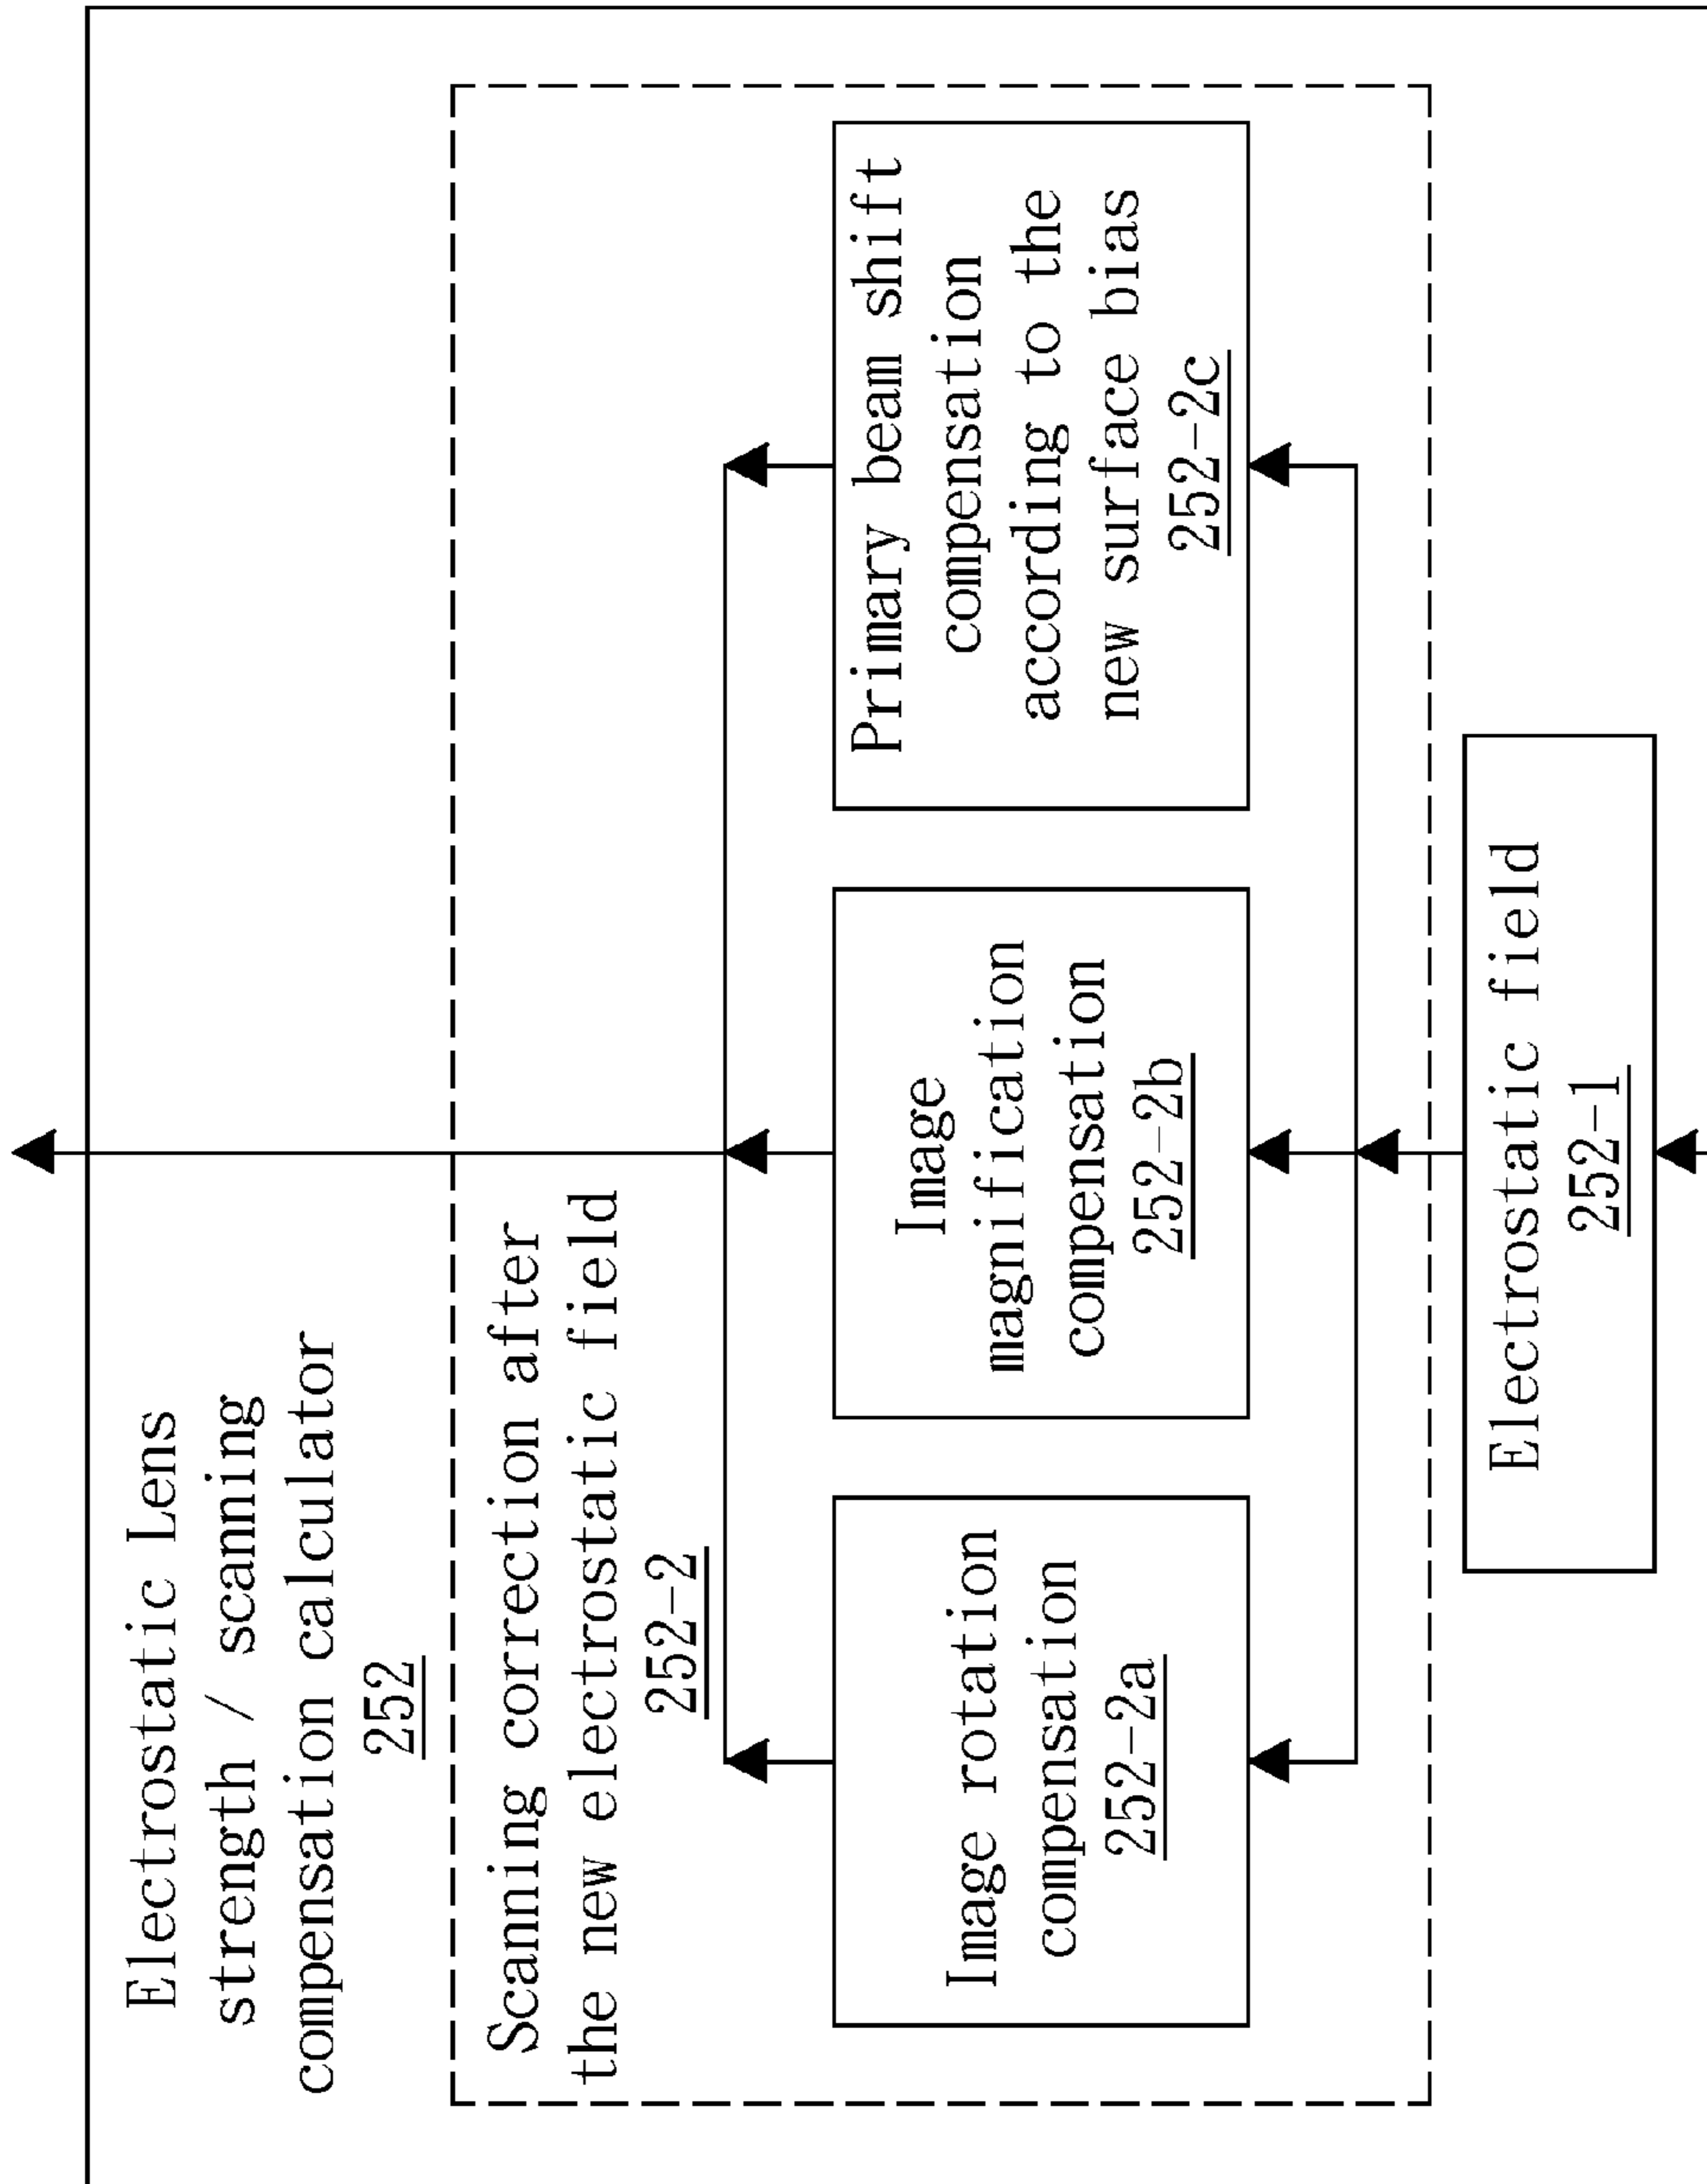 Electrostatic Lens
strength / scanning
compensation calculator
252
Scanning correction after
the new electrostatic field
252-2
Image rotation
compensation
252-2a
Image
magnification
compensation
252-2b
Primary beam shift
compensation
according to the
new surface bias
252-2c
Electrostatic field
252-1